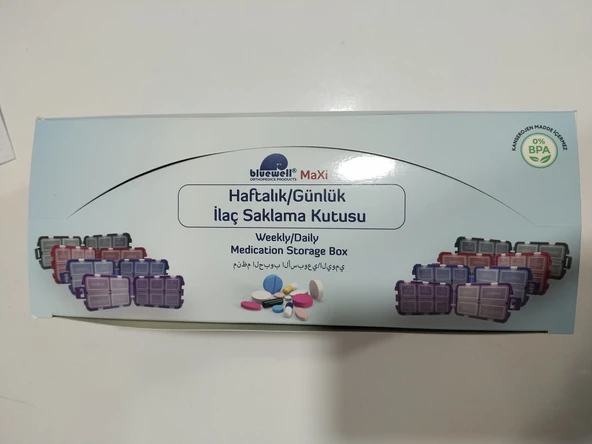 KANSEROJEN MADDE İÇERMEZ
0%
BPA
bluewell® MaXi
ORTHOPEDICS PRODUCTS
Haftalık/Günlük
İlaç Saklama Kutusu
Weekly/Daily
Medication Storage Box
منظم الحبوب الأسبوعي/اليومي